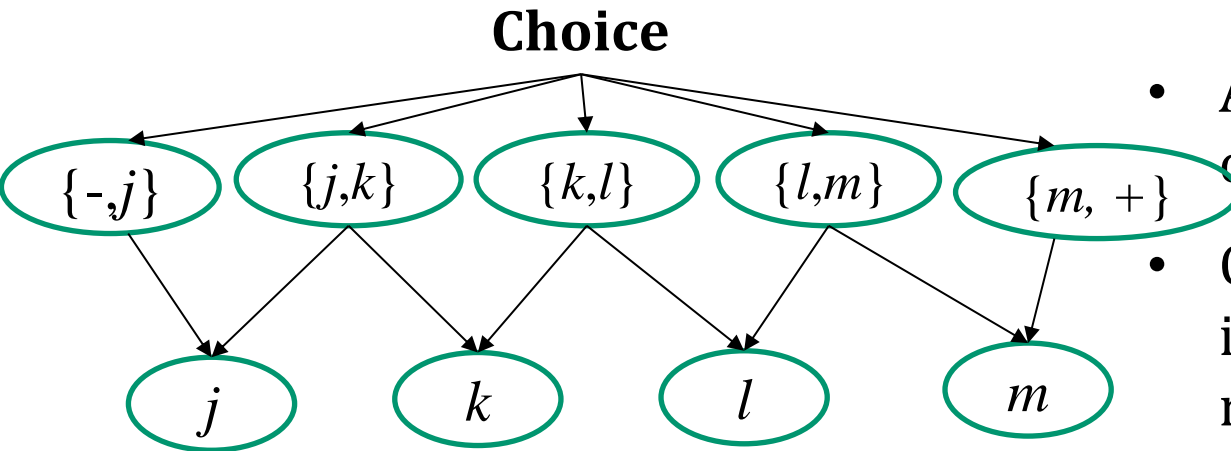 Choice
{-,j} {j,k} {k,l} {l,m} {m, +}
j k l m